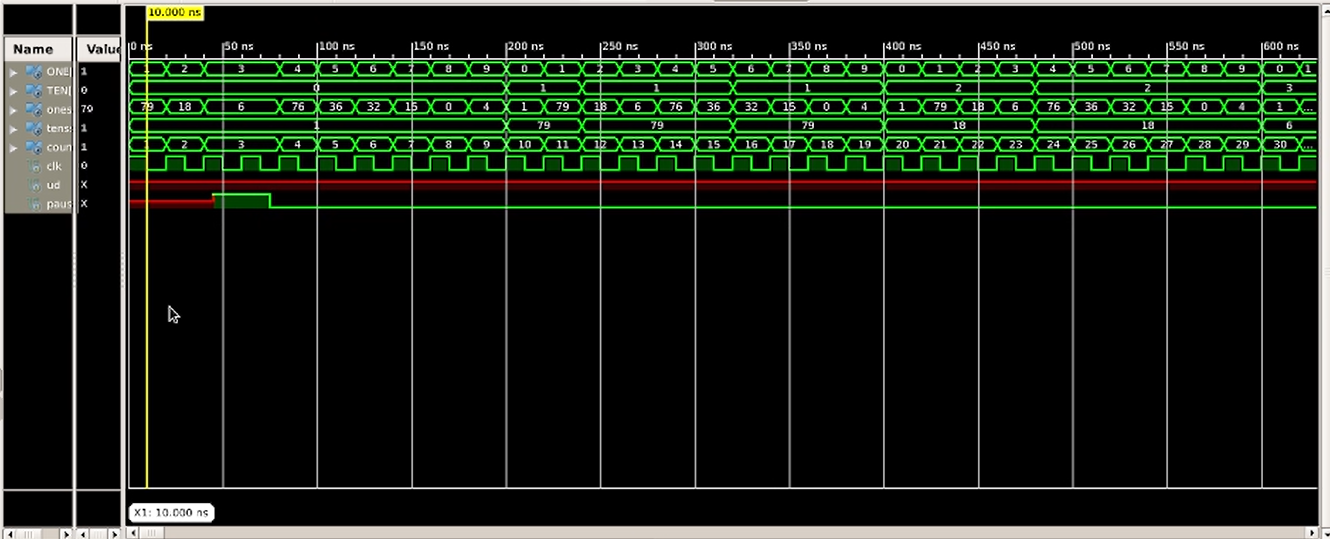 10.000 ns
Name Value
0 ns 50 ns 100 ns 150 ns 200 ns 250 ns 300 ns 350 ns 400 ns 450 ns 500 ns 550 ns 600 ns
ONE[ 1 1 2 3 4 5 6 7 8 9 0 1 2 3 4 5 6 7 8 9 0 1 2 3 4 5 6 7 8 9 0 1
TEN[ 0 0 1 1 1 2 2 3
ones 79 79 18 6 76 36 32 15 0 4 1 79 18 6 76 36 32 15 0 4 1 79 18 6 76 36 32 15 0 4 1 ...
tens 1 1 79 79 79 18 18 6
coun 1 1 2 3 4 5 6 7 8 9 10 11 12 13 14 15 16 17 18 19 20 21 22 23 24 25 26 27 28 29 30 ...
clk 0
ud X
paus X
X1: 10.000 ns